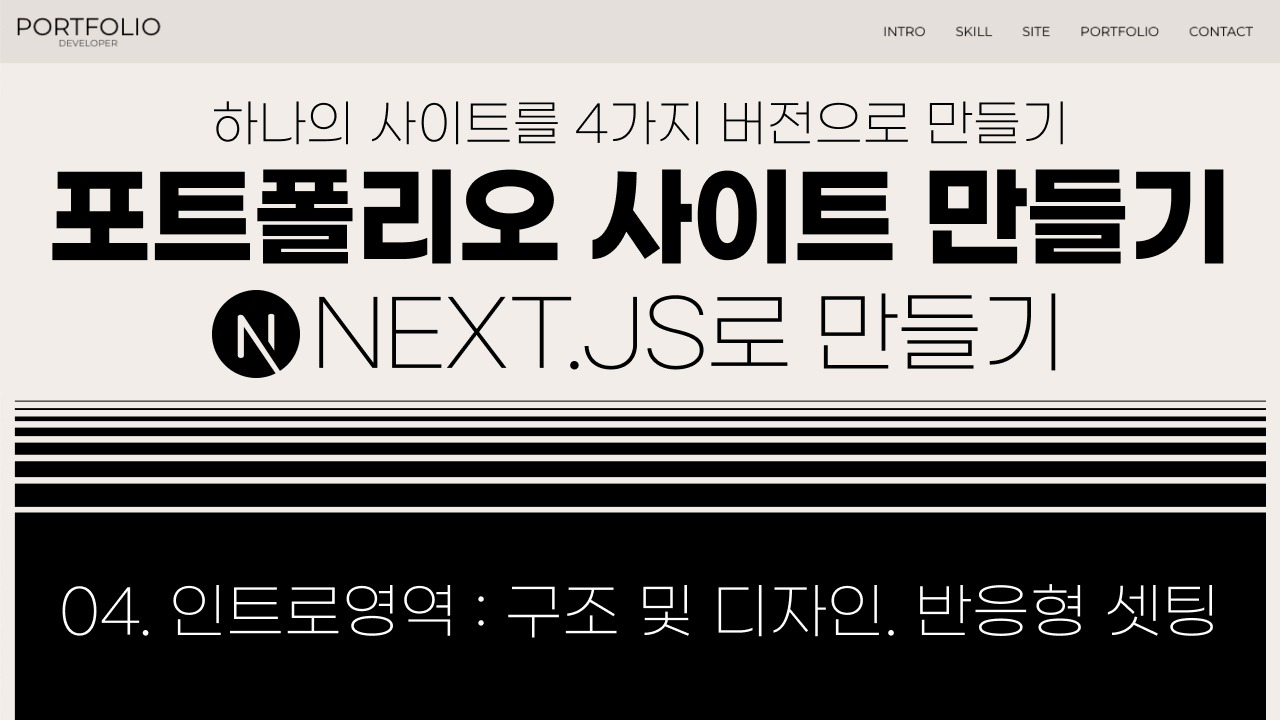 PORTFOLIO
DEVELOPER
INTRO SKILL SITE PORTFOLIO CONTACT
하나의 사이트를 4가지 버전으로 만들기
포트폴리오 사이트 만들기
N NEXT.JS로 만들기
04. 인트로영역 : 구조 및 디자인. 반응형 셋팅